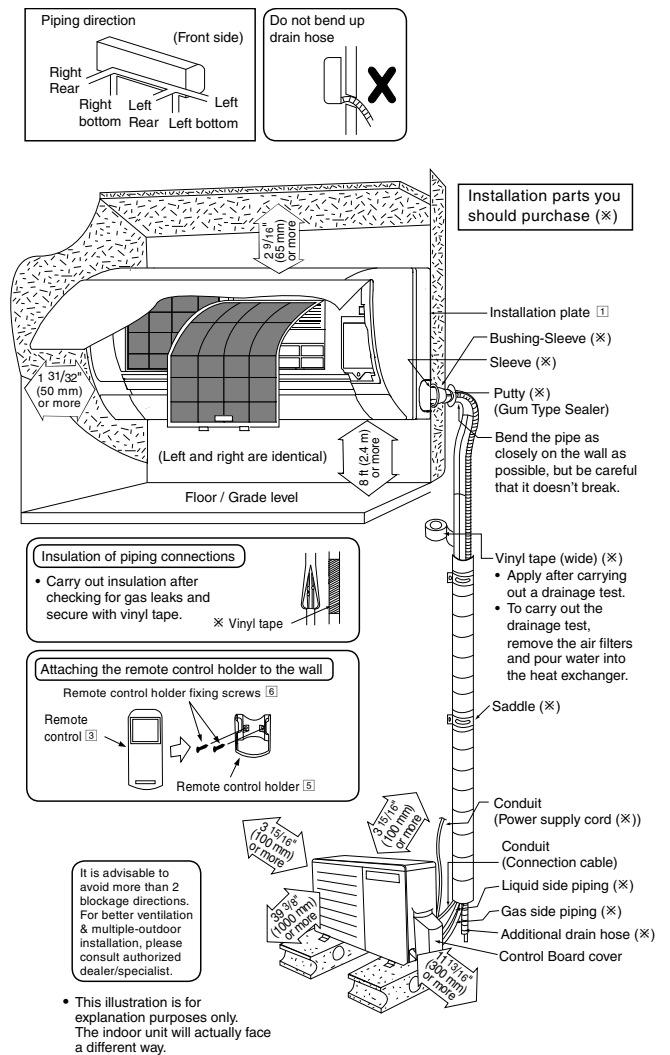 Piping direction
(Front side)
Right
Rear
Right
bottom
Left
Rear
Left
Left bottom
Do not bend up
drain hose
Installation parts you
should purchase (※)
2 9/16"
(65 mm)
or more
1 31/32"
(50 mm)
or more
(Left and right are identical)
8 ft (2.4 m)
or more
Floor / Grade level
Installation plate 1
Bushing-Sleeve (※)
Sleeve (※)
Putty (※)
(Gum Type Sealer)
Bend the pipe as
closely on the wall as
possible, but be careful
that it doesn't break.
Vinyl tape (wide) (※)
• Apply after carrying
out a drainage test.
• To carry out the
drainage test,
remove the air filters
and pour water into
the heat exchanger.
Saddle (※)
Insulation of piping connections
• Carry out insulation after
checking for gas leaks and
secure with vinyl tape.
※ Vinyl tape
Attaching the remote control holder to the wall
Remote control holder fixing screws 6
Remote
control 3
Remote control holder 5
Conduit
(Power supply cord (※))
Conduit
(Connection cable)
Liquid side piping (※)
Gas side piping (※)
Additional drain hose (※)
Control Board cover
3 15/16"
(100 mm)
or more
3 15/16"
(100 mm)
or more
39 3/8"
(1000 mm)
or more
11 13/16"
(300 mm)
or more
It is advisable to
avoid more than 2
blockage directions.
For better ventilation
& multiple-outdoor
installation, please
consult authorized
dealer/specialist.
• This illustration is for
explanation purposes only.
The indoor unit will actually face
a different way.